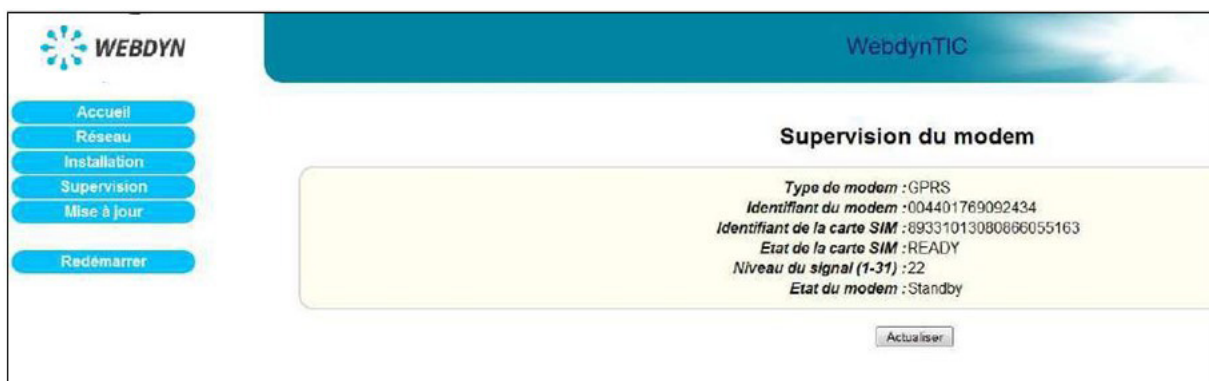 WEBDYN
WebdynTIC
Accueil
Réseau
Installation
Supervision
Mise à jour
Redémarrer
Supervision du modem
Type de modem :GPRS
Identifiant du modem :004401769092434
Identifiant de la carte SIM :89331013080866055163
Etat de la carte SIM :READY
Niveau du signal (1-31) :22
Etat du modem :Standby
Actualiser